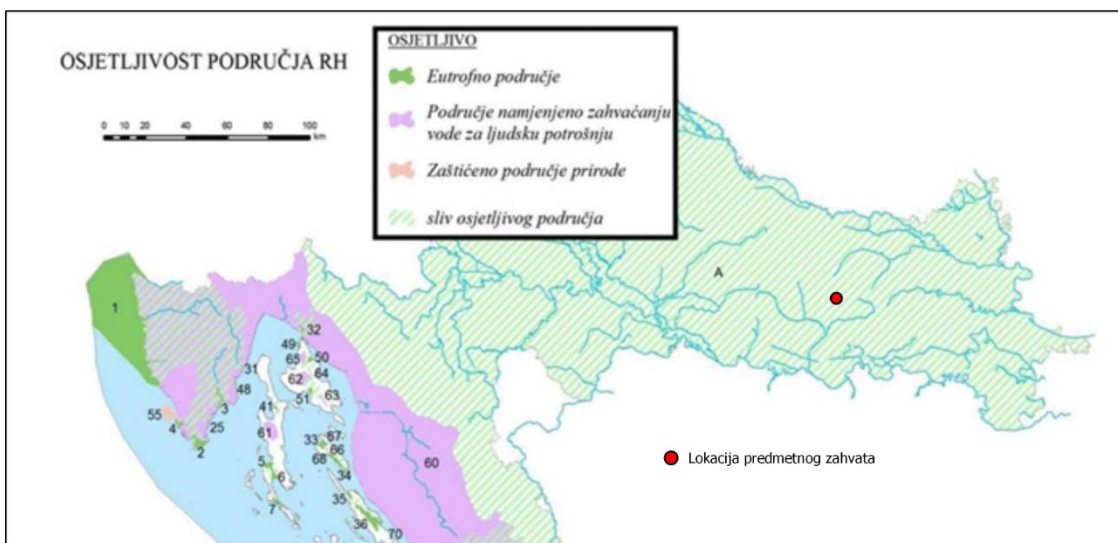 OSJETLJIVOST PODRUČJA RH
0 10 20 40 60 80 100
km
OSJETLJIVO
Eutrofno područje
Područje namjenjeno zahvaćanju
vode za ljudsku potrošnju
Zaštićeno područje prirode
sliv osjetljivog područja
A
1
32
49
50
65
31
62
64
51
63
48
3
41
55
4
25
2
61
33
67
66
68
60
5
6
34
7
35
36
70
Lokacija predmetnog zahvata